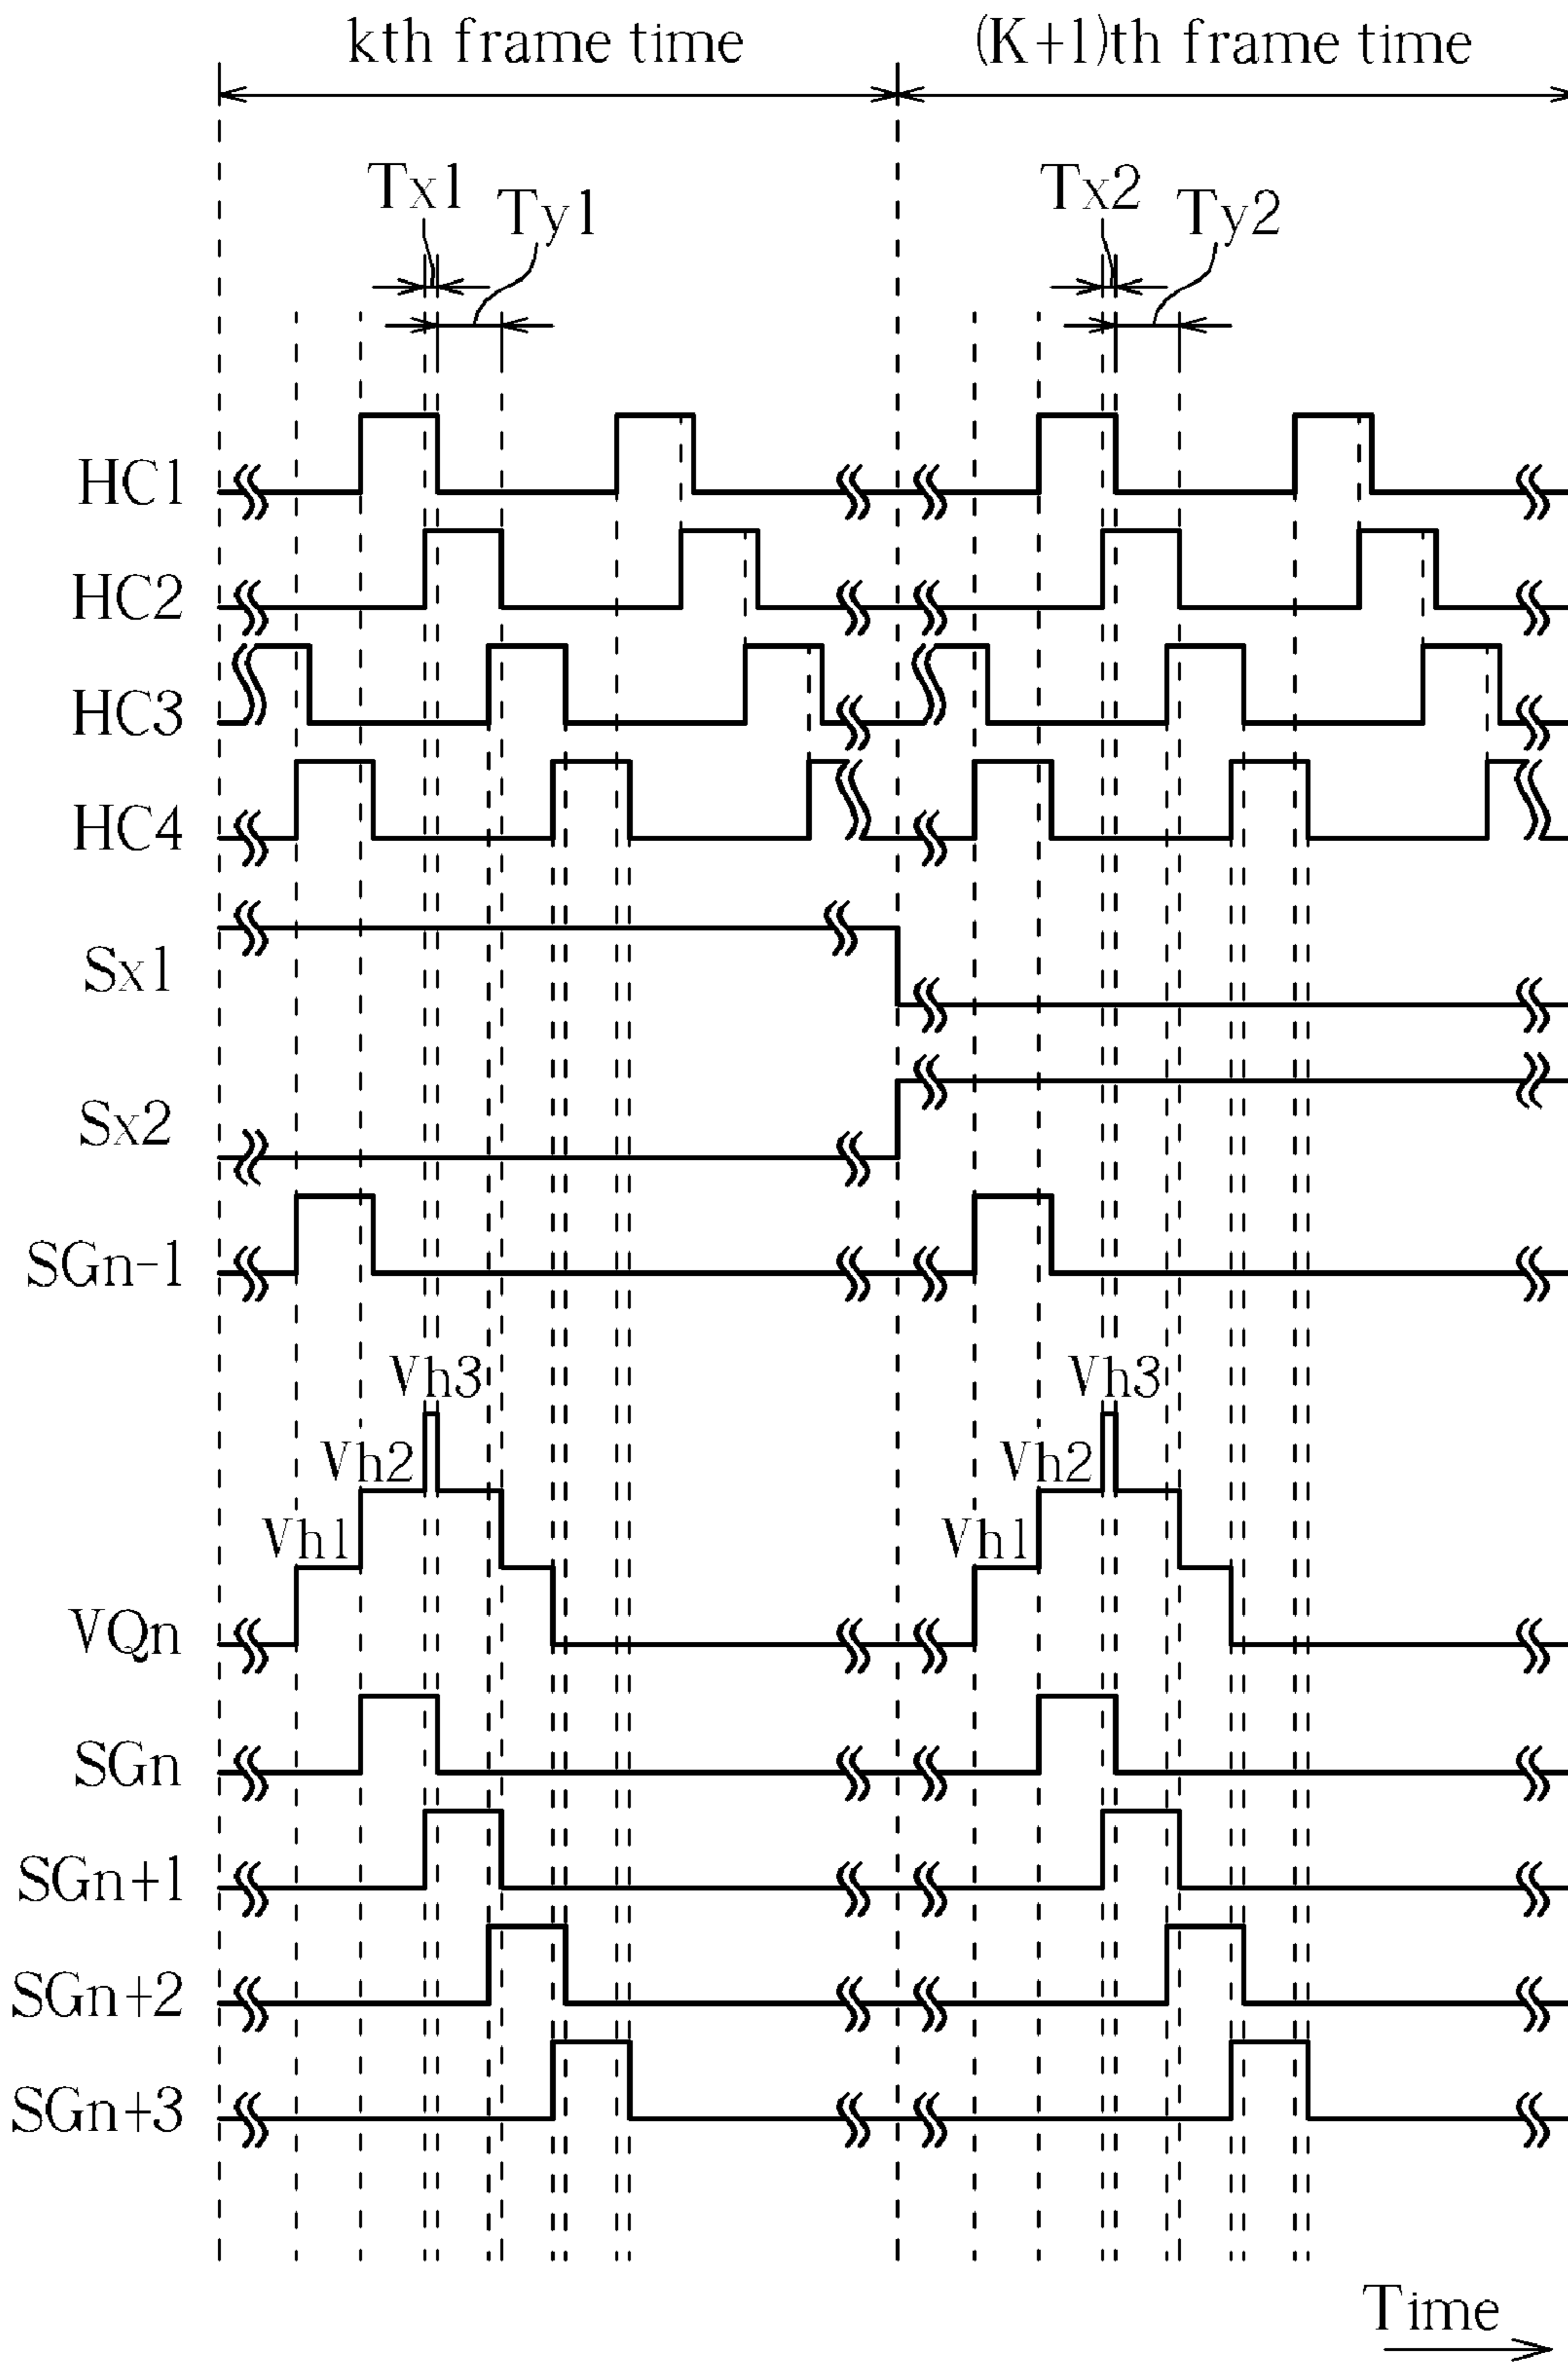 kth frame time
(K+1)th frame time
Tx1
Ty1
Tx2
Ty2
HC1
HC2
HC3
HC4
Sx1
Sx2
SGn-1
Vh3
Vh3
Vh2
Vh2
Vh1
Vh1
VQn
SGn
SGn+1
SGn+2
SGn+3
Time